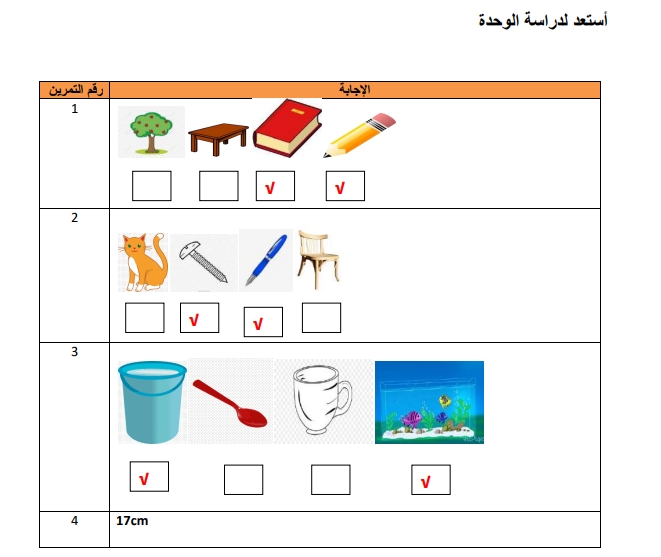 أستعد لدراسة الوحدة
رقم التمرين الإجابة
1
√ √
2
√ √
3
√ √
4 17cm